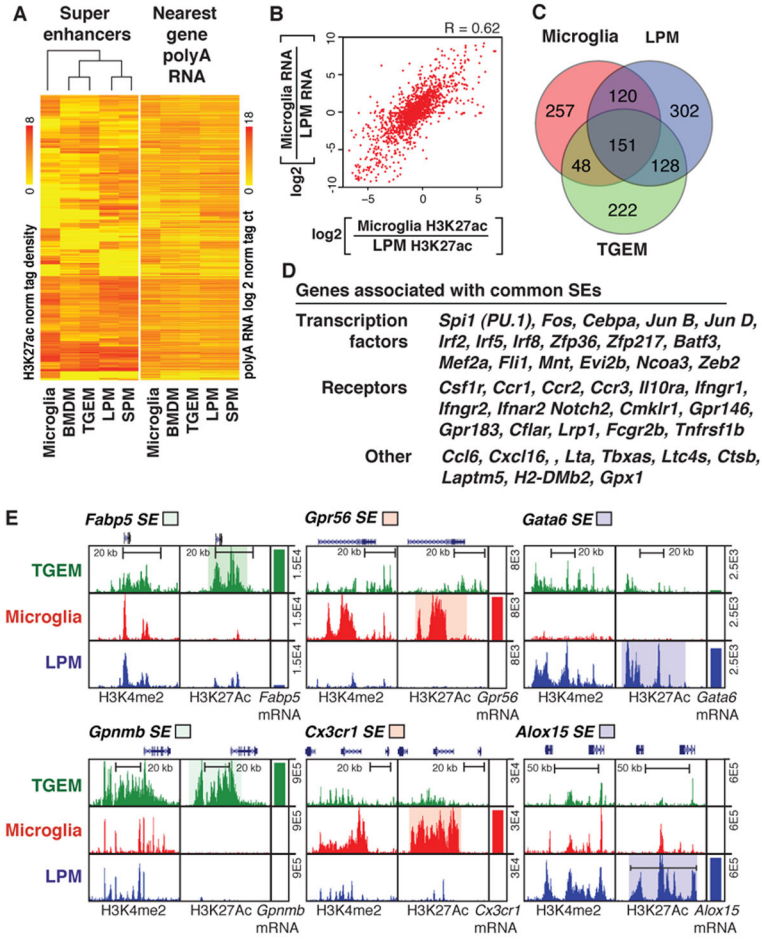 A
Super
enhancers
Nearest
gene
polyA
RNA
8
0
H3K27ac norm tag density
18
0
polyA RNA log 2 norm tag ct
Microglia
BMDM
TGEM
LPM
SPM
Microglia
BMDM
TGEM
LPM
SPM
B
R = 0.62
10
5
0
-5
-10
−5
0
5
log2[Microglia RNA
LPM RNA]
log2[Microglia H3K27ac
LPM H3K27ac]
C
Microglia
LPM
257
120
302
151
48
128
222
TGEM
D
Genes associated with common SEs
Transcription
factors
Spi1 (PU.1), Fos, Cebpa, Jun B, Jun D,
Irf2, Irf5, Irf8, Zfp36, Zfp217, Batf3,
Mef2a, Fli1, Mnt, Evi2b, Ncoa3, Zeb2
Receptors
Csf1r, Ccr1, Ccr2, Ccr3, Il10ra, Ifngr1,
Ifngr2, Ifnar2 Notch2, Cmklr1, Gpr146,
Gpr183, Cflar, Lrp1, Fcgr2b, Tnfrsf1b
Other
Ccl6, Cxcl16, , Lta, Tbxas, Ltc4s, Ctsb,
Laptm5, H2-DMb2, Gpx1
E
Fabp5 SE
Gpr56 SE
Gata6 SE
20 kb
20 kb
20 kb
20 kb
20 kb
20 kb
TGEM
1.5E4
8E3
2.5E3
Microglia
1.5E4
8E3
2.5E3
LPM
1.5E4
8E3
2.5E3
H3K4me2
H3K27Ac
Fabp5
mRNA
H3K4me2
H3K27Ac
Gpr56
mRNA
H3K4me2
H3K27Ac
Gata6
mRNA
Gpnmb SE
Cx3cr1 SE
Alox15 SE
20 kb
20 kb
20 kb
20 kb
50 kb
50 kb
TGEM
9E5
3E4
6E5
Microglia
9E5
3E4
6E5
LPM
9E5
3E4
6E5
H3K4me2
H3K27Ac
Gpnmb
mRNA
H3K4me2
H3K27Ac
Cx3cr1
mRNA
H3K4me2
H3K27Ac
Alox15
mRNA